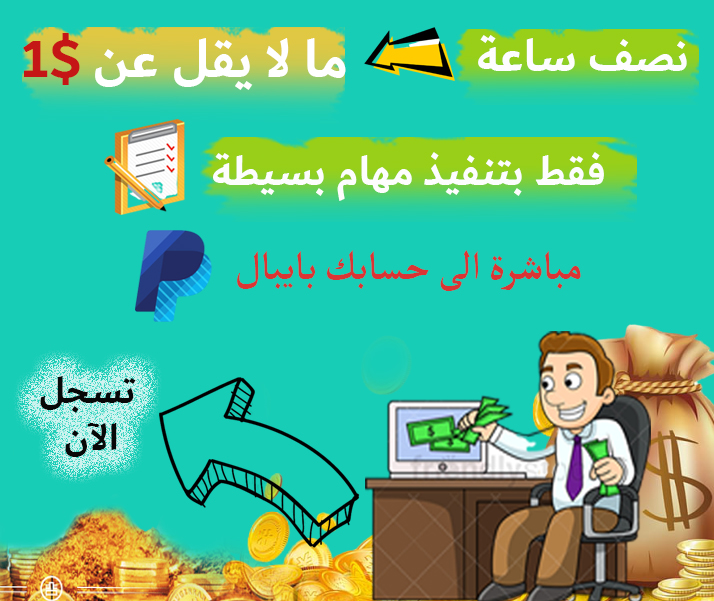 نصف ساعة
ما لا يقل عن $1
فقط بتنفيذ مهام بسيطة
مباشرة الى حسابك بايبال
تسجل
الآن